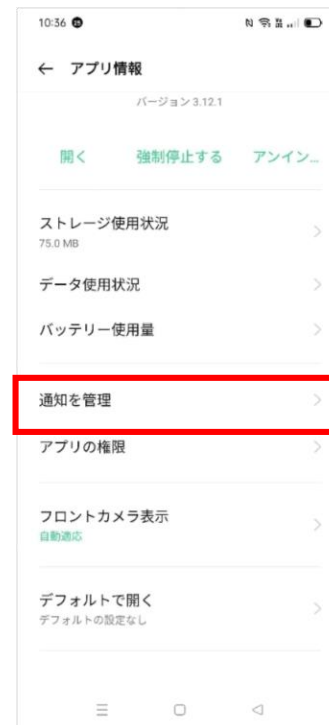 10:36
← アプリ情報
バージョン 3.12.1
開く 強制停止する アンイン...
ストレージ使用状況
75.0 MB
データ使用状況
バッテリー使用量
通知を管理
アプリの権限
フロントカメラ表示
自動適応
デフォルトで開く
デフォルトの設定なし